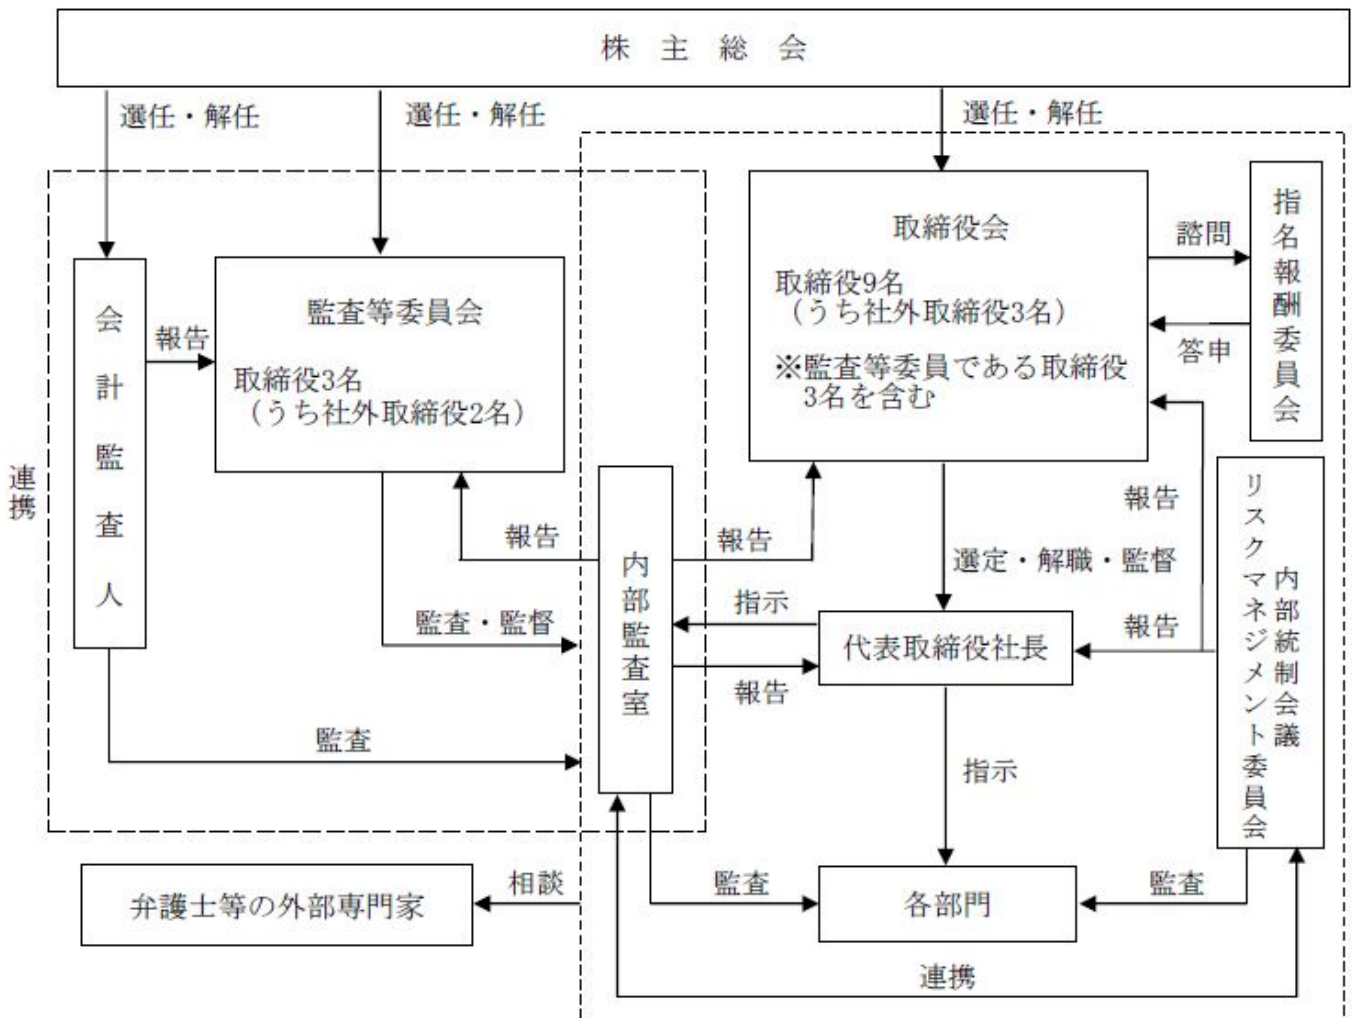 株主総会
選任・解任
選任・解任
選任・解任
会計監査人
報告
監査等委員会
取締役3名
（うち社外取締役2名）
取締役会
取締役9名
（うち社外取締役3名）
※監査等委員である取締役
3名を含む
諮問
答申
指名報酬委員会
連携
報告
報告
内部監査室
監査・監督
監査
指示
報告
選定・解職・監督
代表取締役社長
報告
報告
内部統制会議
リスクマネジメント委員会
指示
弁護士等の外部専門家
相談
監査
各部門
監査
連携